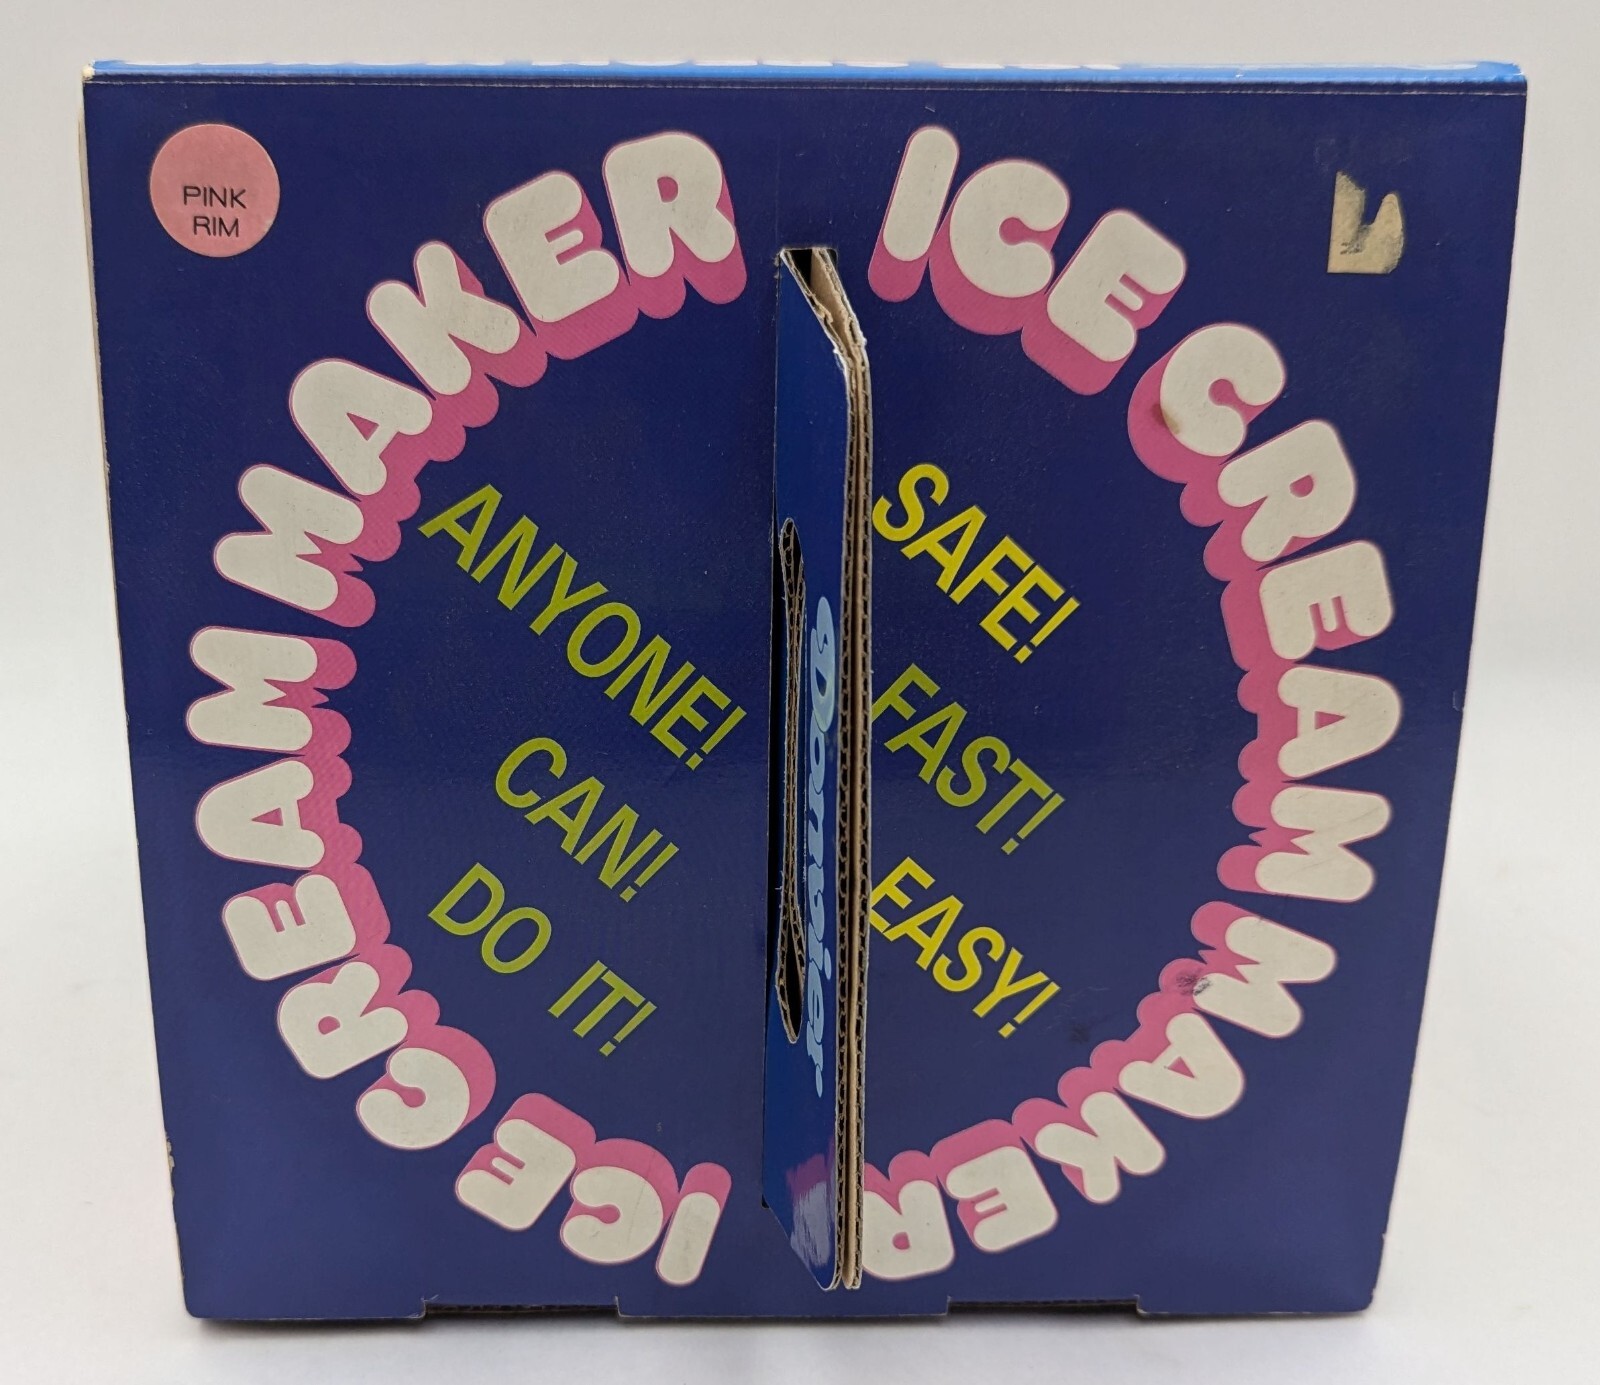 PINK
RIM
ICE CREAM MAKER
ICE CREAM MAKER
ANYONE!
CAN!
DO IT!
SAFE!
FAST!
EASY!
Donvier